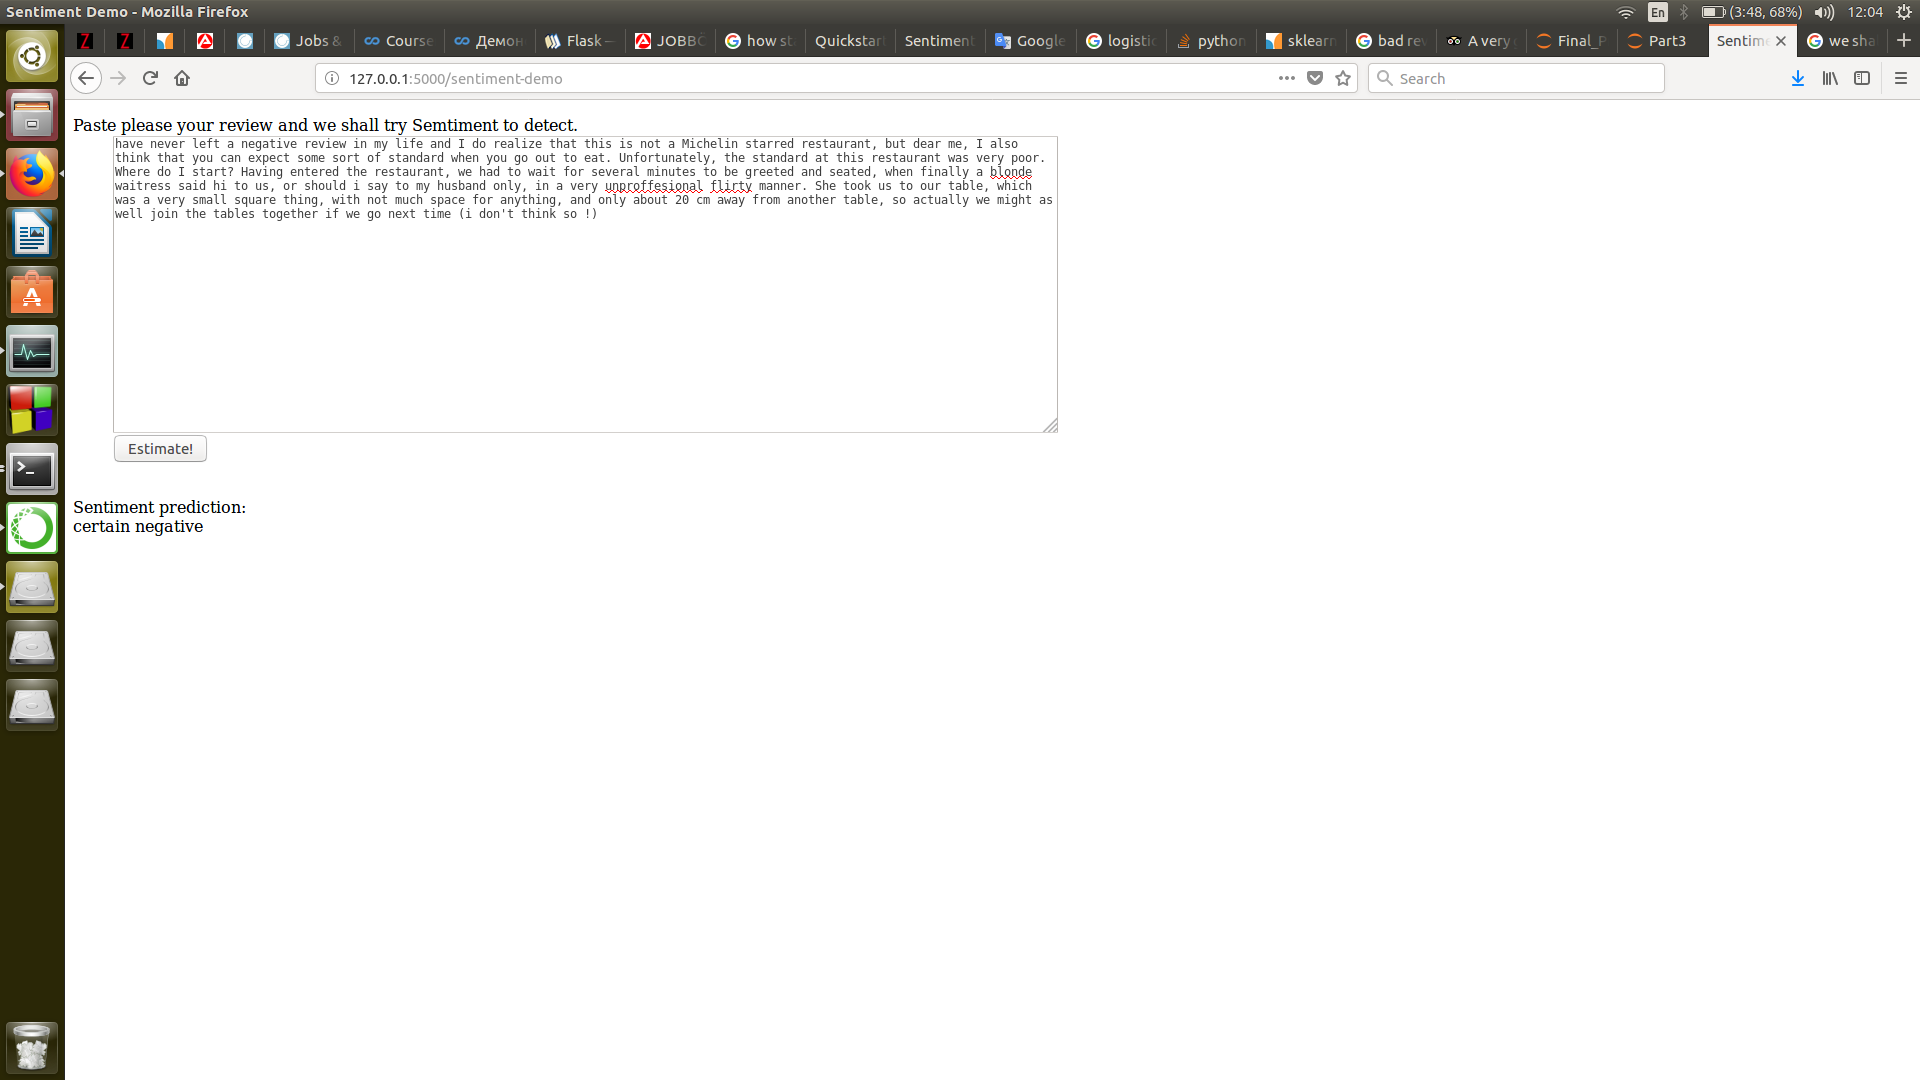 Sentiment Demo - Mozilla Firefox
En
(3:48, 68%)
12:04
Jobs &
Course
Демон
Flask —
JOBBÖ
how st
Quickstar
Sentiment
Google
logistic
python
sklearn
bad rev
A very
Final_P
Part3
Sentime
we sha
127.0.0.1:5000/sentiment-demo
Search
Paste please your review and we shall try Semtiment to detect.
have never left a negative review in my life and I do realize that this is not a Michelin starred restaurant, but dear me, I also
think that you can expect some sort of standard when you go out to eat. Unfortunately, the standard at this restaurant was very poor.
Where do I start? Having entered the restaurant, we had to wait for several minutes to be greeted and seated, when finally a blonde
waitress said hi to us, or should i say to my husband only, in a very unproffesional flirty manner. She took us to our table, which
was a very small square thing, with not much space for anything, and only about 20 cm away from another table, so actually we might as
well join the tables together if we go next time (i don't think so !)
Estimate!
Sentiment prediction:
certain negative